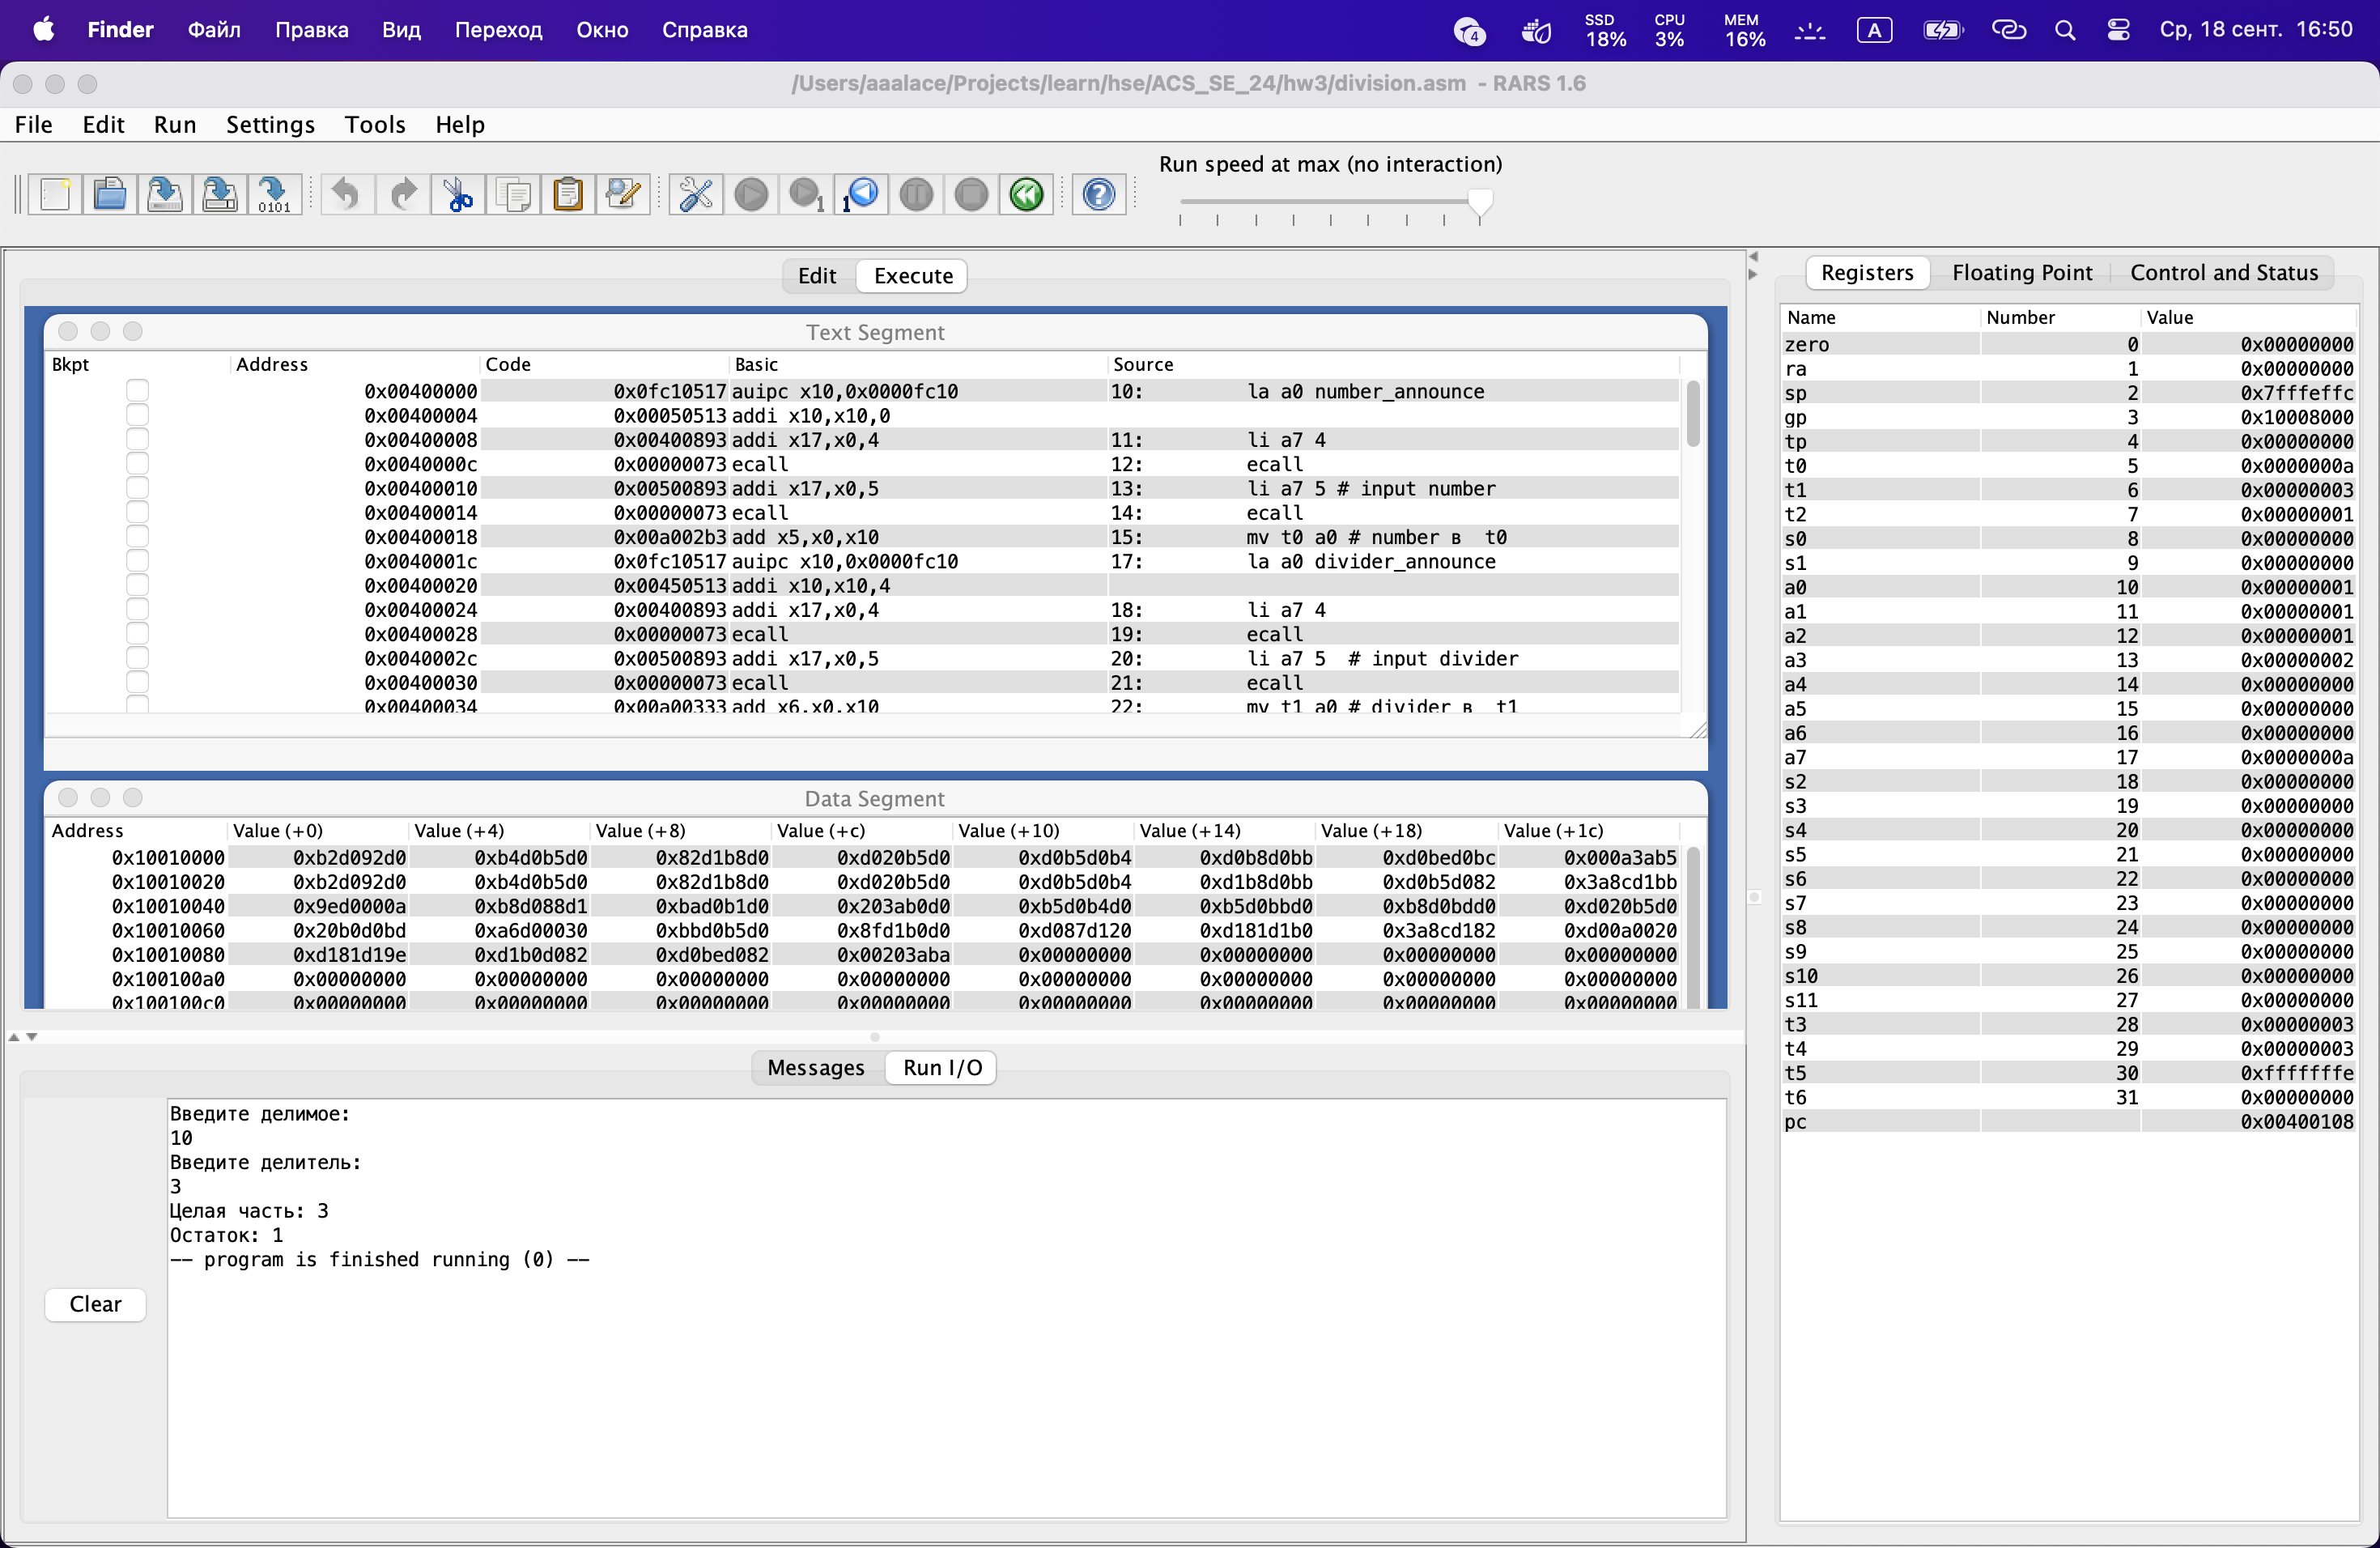 Finder Файл Правка Вид Переход Окно Справка 4 SSD 18% CPU 3% MEM 16% A Ср, 18 сент. 16:50
/Users/aaalace/Projects/learn/hse/ACS_SE_24/hw3/division.asm - RARS 1.6
File Edit Run Settings Tools Help
Run speed at max (no interaction)
0101 1 1
Edit Execute
Registers Floating Point Control and Status
Text Segment
Bkpt Address Code Basic Source
0x00400000 0x0fc10517 auipc x10,0x0000fc10 10: la a0 number_announce
0x00400004 0x00050513 addi x10,x10,0
0x00400008 0x00400893 addi x17,x0,4 11: li a7 4
0x0040000c 0x00000073 ecall 12: ecall
0x00400010 0x00500893 addi x17,x0,5 13: li a7 5 # input number
0x00400014 0x00000073 ecall 14: ecall
0x00400018 0x00a002b3 add x5,x0,x10 15: mv t0 a0 # number в t0
0x0040001c 0x0fc10517 auipc x10,0x0000fc10 17: la a0 divider_announce
0x00400020 0x00450513 addi x10,x10,4
0x00400024 0x00400893 addi x17,x0,4 18: li a7 4
0x00400028 0x00000073 ecall 19: ecall
0x0040002c 0x00500893 addi x17,x0,5 20: li a7 5 # input divider
0x00400030 0x00000073 ecall 21: ecall
0x00400034 0x00a00333 add x6,x0,x10 22: mv t1 a0 # divider в t1
Data Segment
Address Value (+0) Value (+4) Value (+8) Value (+c) Value (+10) Value (+14) Value (+18) Value (+1c)
0x10010000 0xb2d092d0 0xb4d0b5d0 0x82d1b8d0 0xd020b5d0 0xd0b5d0b4 0xd0b8d0bb 0xd0bed0bc 0x000a3ab5
0x10010020 0xb2d092d0 0xb4d0b5d0 0x82d1b8d0 0xd020b5d0 0xd0b5d0b4 0xd1b8d0bb 0xd0b5d082 0x3a8cd1bb
0x10010040 0x9ed0000a 0xb8d088d1 0xbad0b1d0 0x203ab0d0 0xb5d0b4d0 0xb5d0bbd0 0xb8d0bdd0 0xd020b5d0
0x10010060 0x20b0d0bd 0xa6d00030 0xbbd0b5d0 0x8fd1b0d0 0xd087d120 0xd181d1b0 0x3a8cd182 0xd00a0020
0x10010080 0xd181d19e 0xd1b0d082 0xd0bed082 0x00203aba 0x00000000 0x00000000 0x00000000 0x00000000
0x100100a0 0x00000000 0x00000000 0x00000000 0x00000000 0x00000000 0x00000000 0x00000000 0x00000000
0x100100c0 0x00000000 0x00000000 0x00000000 0x00000000 0x00000000 0x00000000 0x00000000 0x00000000
Messages Run I/O
Введите делимое:
10
Введите делитель:
3
Целая часть: 3
Остаток: 1
-- program is finished running (0) --
Clear
Name Number Value
zero 0 0x00000000
ra 1 0x00000000
sp 2 0x7fffeffc
gp 3 0x10008000
tp 4 0x00000000
t0 5 0x0000000a
t1 6 0x00000003
t2 7 0x00000001
s0 8 0x00000000
s1 9 0x00000000
a0 10 0x00000001
a1 11 0x00000001
a2 12 0x00000001
a3 13 0x00000002
a4 14 0x00000000
a5 15 0x00000000
a6 16 0x00000000
a7 17 0x0000000a
s2 18 0x00000000
s3 19 0x00000000
s4 20 0x00000000
s5 21 0x00000000
s6 22 0x00000000
s7 23 0x00000000
s8 24 0x00000000
s9 25 0x00000000
s10 26 0x00000000
s11 27 0x00000000
t3 28 0x00000003
t4 29 0x00000003
t5 30 0xfffffffe
t6 31 0x00000000
pc 0x00400108